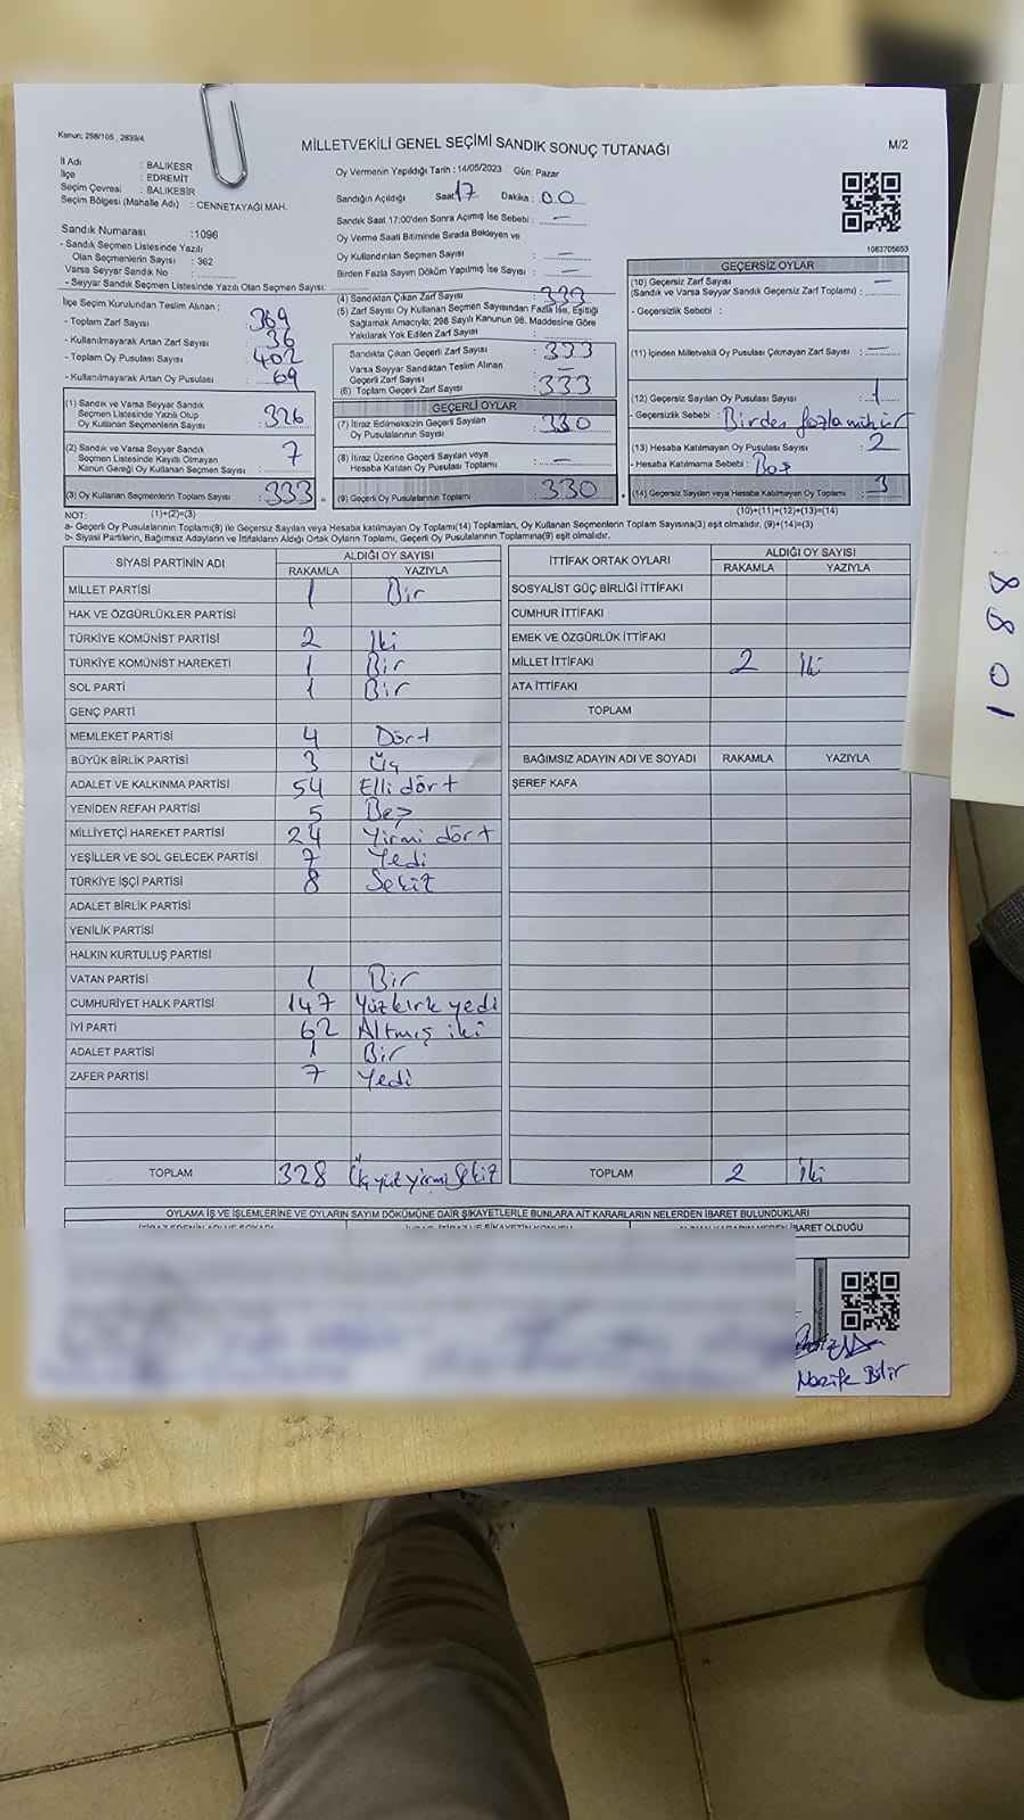 Kanun: 298/105 , 2839/4
MİLLETVEKİLİ GENEL SEÇİMİ SANDIK SONUÇ TUTANAĞI
M/2
İl Adı : BALIKESR
İlçe : EDREMİT
Seçim Çevresi : BALIKESİR
Seçim Bölgesi (Mahalle Adı) : CENNETAYAĞI MAH.
Sandık Numarası :1096
- Sandık Seçmen Listesinde Yazılı
Olan Seçmenlerin Sayısı : 362
Varsa Seyyar Sandık No :
- Seyyar Sandık Seçmen Listesinde Yazılı Olan Seçmen Sayısı:
Oy Vermenin Yapıldığı Tarih : 14/05/2023 Gün: Pazar
Sandığın Açıldığı Saat 17 Dakika : 00
Sandık Saat 17:00'den Sonra Açımış İse Sebebi : —
Oy Verme Saati Bitiminde Sırada Bekleyen ve
Oy Kullandırılan Seçmen Sayısı : —
Birden Fazla Sayım Döküm Yapılmış İse Sayısı : —
1063705653
İlçe Seçim Kurulundan Teslim Alınan :
- Toplam Zarf Sayısı : 369
- Kullanılmayarak Artan Zarf Sayısı : 36
- Toplam Oy Pusulası Sayısı : 402
- Kullanılmayarak Artan Oy Pusulası : 69
(1) Sandık ve Varsa Seyyar Sandık
Seçmen Listesinde Yazılı Olup
Oy Kullanan Seçmenlerin Sayısı : 326
(2) Sandık ve Varsa Seyyar Sandık
Seçmen Listesinde Kayıtlı Olmayan
Kanun Gereği Oy Kullanan Seçmen Sayısı : 7
(3) Oy Kullanan Seçmenlerin Toplam Sayısı : 333
(1)+(2)=(3)
(4) Sandıktan Çıkan Zarf Sayısı : 333
(5) Zarf Sayısı Oy Kullanan Seçmen Sayısından Fazla İse, Eşitliği
Sağlamak Amacıyla; 298 Sayılı Kanunun 98. Maddesine Göre
Yakılarak Yok Edilen Zarf Sayısı :
Sandıkta Çıkan Geçerli Zarf Sayısı : 333
Varsa Seyyar Sandıktan Teslim Alınan
Geçerli Zarf Sayısı : —
(6) Toplam Geçerli Zarf Sayısı : 333
GEÇERLİ OYLAR
(7) İtiraz Edilmeksizin Geçerli Sayılan
Oy Pusulalarının Sayısı : 330
(8) İtiraz Üzerine Geçerli Sayılan veya
Hesaba Katılan Oy Pusulası Toplamı : —
(9) Geçerli Oy Pusulalarının Toplamı : 330
GEÇERSİZ OYLAR
(10) Geçersiz Zarf Sayısı : —
(Sandık ve Varsa Seyyar Sandık Geçersiz Zarf Toplamı) :
- Geçersizlik Sebebi :
(11) İçinden Milletvekili Oy Pusulası Çıkmayan Zarf Sayısı : —
(12) Geçersiz Sayılan Oy Pusulası Sayısı : 1
- Geçersizlik Sebebi : Birden fazla mühür
(13) Hesaba Katılmayan Oy Pusulası Sayısı : 2
- Hesaba Katılmama Sebebi : Boş
(14) Geçersiz Sayılan veya Hesaba Katılmayan Oy Toplamı : 3
(10)+(11)+(12)+(13)=(14)
NOT:
a- Geçerli Oy Pusulalarının Toplamı(9) ile Geçersiz Sayılan veya Hesaba katılmayan Oy Toplamı(14) Toplamları, Oy Kullanan Seçmenlerin Toplam Sayısına(3) eşit olmalıdır. (9)+(14)=(3)
b- Siyasi Partilerin, Bağımsız Adayların ve İttifakların Aldığı Ortak Oyların Toplamı, Geçerli Oy Pusulalarının Toplamına(9) eşit olmalıdır.
SİYASİ PARTİNİN ADI ALDIĞI OY SAYISI
RAKAMLA YAZIYLA
MİLLET PARTİSİ 1 Bir
HAK VE ÖZGÜRLÜKLER PARTİSİ
TÜRKİYE KOMÜNİST PARTİSİ 2 İki
TÜRKİYE KOMÜNİST HAREKETİ 1 Bir
SOL PARTİ 1 Bir
GENÇ PARTİ
MEMLEKET PARTİSİ 4 Dört
BÜYÜK BİRLİK PARTİSİ 3 Üç
ADALET VE KALKINMA PARTİSİ 54 Elli dört
YENİDEN REFAH PARTİSİ 5 Beş
MİLLİYETÇİ HAREKET PARTİSİ 24 Yirmi dört
YEŞİLLER VE SOL GELECEK PARTİSİ 7 Yedi
TÜRKİYE İŞÇİ PARTİSİ 8 Sekiz
ADALET BİRLİK PARTİSİ
YENİLİK PARTİSİ
HALKIN KURTULUŞ PARTİSİ
VATAN PARTİSİ 1 Bir
CUMHURİYET HALK PARTİSİ 147 Yüzkırk yedi
İYİ PARTİ 62 Altmış iki
ADALET PARTİSİ 1 Bir
ZAFER PARTİSİ 7 Yedi
TOPLAM 328 Üçyüzyirmi Sekiz
İTTİFAK ORTAK OYLARI ALDIĞI OY SAYISI
RAKAMLA YAZIYLA
SOSYALİST GÜÇ BİRLİĞİ İTTİFAKI
CUMHUR İTTİFAKI
EMEK VE ÖZGÜRLÜK İTTİFAKI
MİLLET İTTİFAKI 2 İki
ATA İTTİFAKI
TOPLAM
BAĞIMSIZ ADAYIN ADI VE SOYADI RAKAMLA YAZIYLA
ŞEREF KAFA
TOPLAM 2 İki
OYLAMA İŞ VE İŞLEMLERİNE VE OYLARIN SAYIM DÖKÜMÜNE DAİR ŞİKAYETLERLE BUNLARA AİT KARARLARIN NELERDEN İBARET BULUNDUKLARI
İBARET OLDUĞU
Nazife Bilir
1088